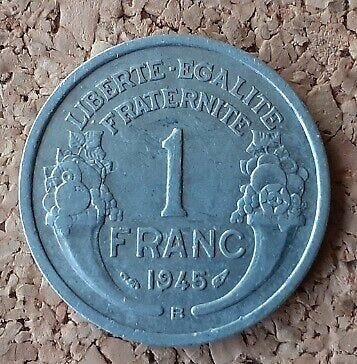 LIBERTE · EGALITE
FRATERNITE
1
FRANC
1945
B